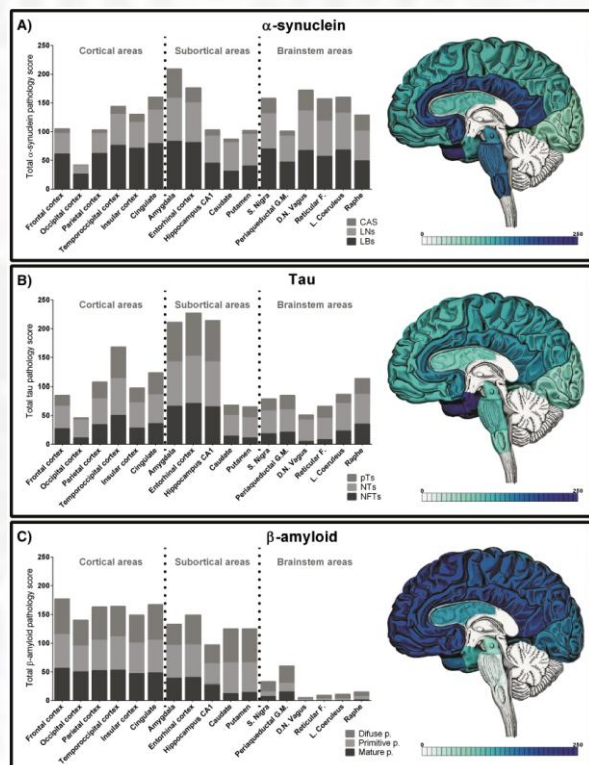 A)
α-synuclein
Cortical areas
Subortical areas
Brainstem areas
Total α-synuclein pathology score
250
200
150
100
50
0
Frontal cortex
Occipital cortex
Parietal cortex
Temporoccipital cortex
Insular cortex
Cingulate
Amygdala
Entorhinal cortex
Hippocampus CA1
Caudate
Putamen
S. Nigra
Periaqueductal G.M.
D.N. Vagus
Reticular F.
L. Coeruleus
Raphe
CAS
LNs
LBs
0
250
B)
Tau
Cortical areas
Subortical areas
Brainstem areas
Total tau pathology score
250
200
150
100
50
0
Frontal cortex
Occipital cortex
Parietal cortex
Temporoccipital cortex
Insular cortex
Cingulate
Amygdala
Entorhinal cortex
Hippocampus CA1
Caudate
Putamen
S. Nigra
Periaqueductal G.M.
D.N. Vagus
Reticular F.
L. Coeruleus
Raphe
pTs
NTs
NFTs
0
250
C)
β-amyloid
Cortical areas
Subortical areas
Brainstem areas
Total β-amyloid pathology score
250
200
150
100
50
0
Frontal cortex
Occipital cortex
Parietal cortex
Temporoccipital cortex
Insular cortex
Cingulate
Amygdala
Entorhinal cortex
Hippocampus CA1
Caudate
Putamen
S. Nigra
Periaqueductal G.M.
D.N. Vagus
Reticular F.
L. Coeruleus
Raphe
Difuse p.
Primitive p.
Mature p.
0
250